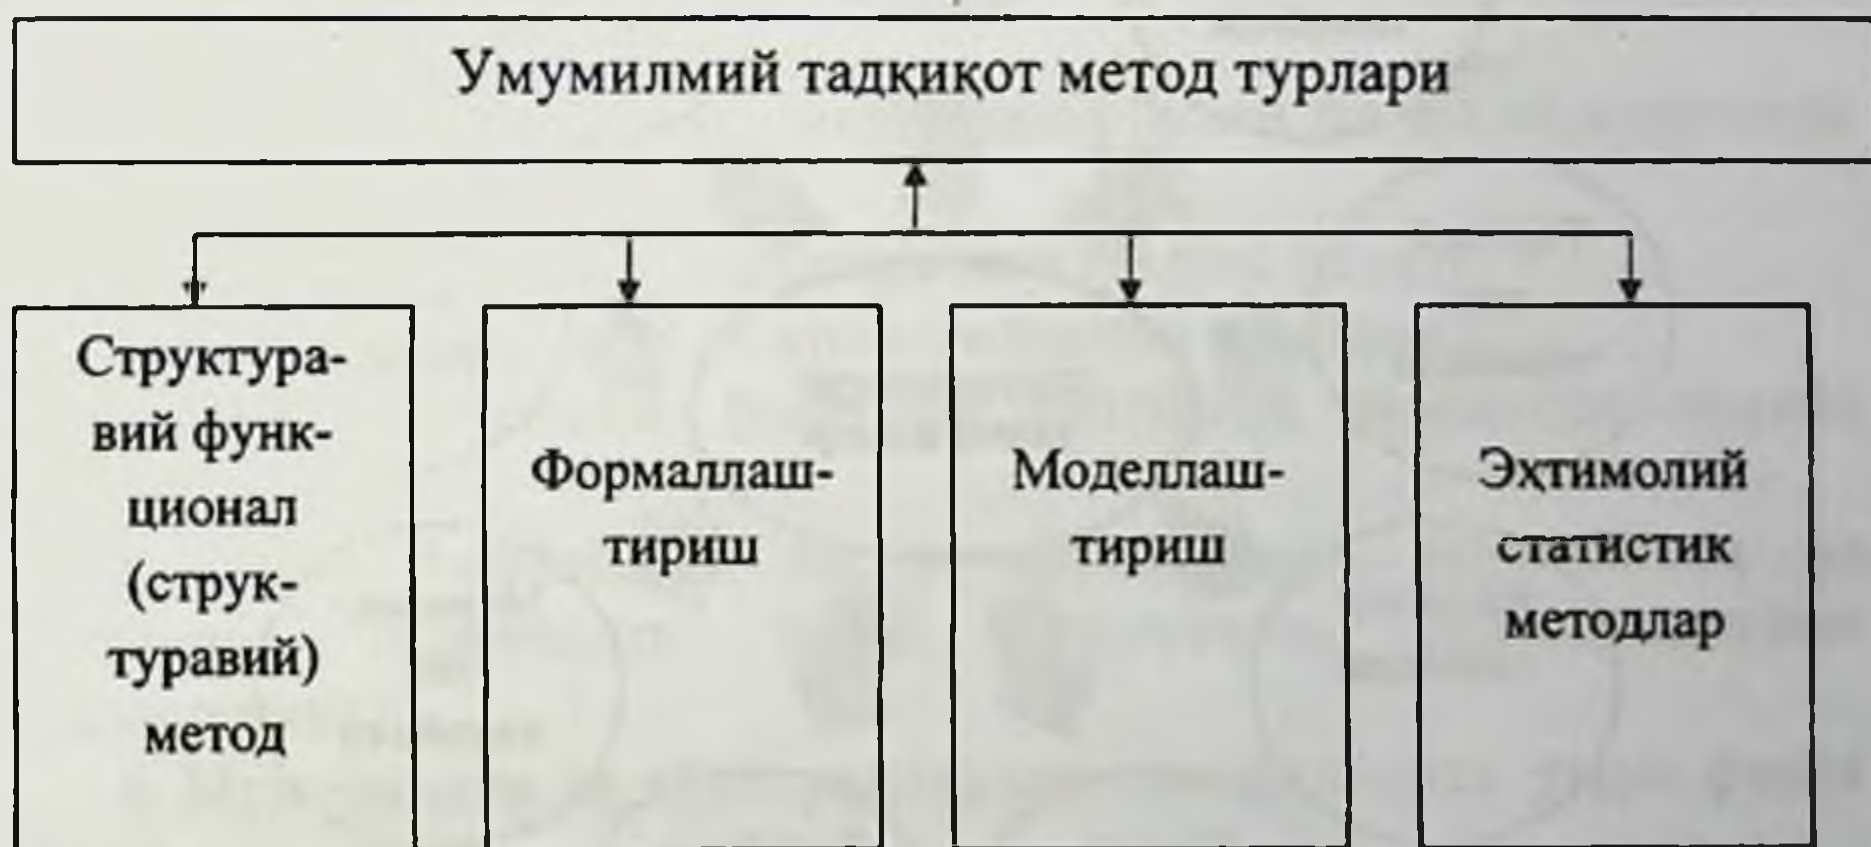 Умумилмий тадқиқот метод турлари
Структура-
вий функ-
ционал
(струк-
туравий)
метод
Формаллаш-
тириш
Моделлаш-
тириш
Эҳтимолий
статистик
методлар